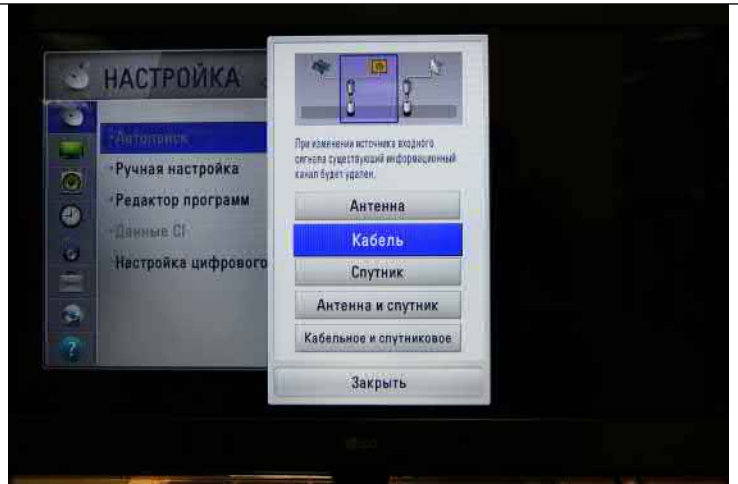 НАСТРОЙКА
Автопоиск
Ручная настройка
Редактор программ
Данные CI
Настройка цифрового
При изменении источника входного
сигнала существующий информационный
канал будет удален.
Антенна
Кабель
Спутник
Антенна и спутник
Кабельное и спутниковое
Закрыть
?
LG